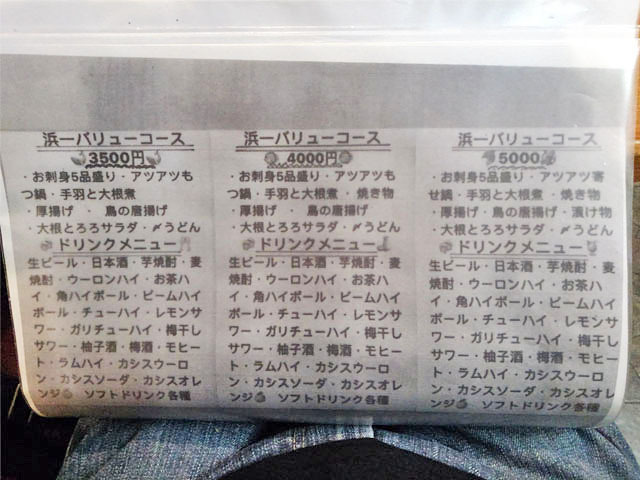 浜一バリューコース
3500円
・お刺身5品盛り・アツアツも
つ鍋・手羽と大根煮
・厚揚げ ・ 鳥の唐揚げ
・大根とろろサラダ・〆うどん
ドリンクメニュー
生ビール・日本酒・芋焼酎・麦
焼酎・ウーロンハイ・お茶ハ
イ・角ハイボール・ビームハイ
ボール・チューハイ・レモンサ
ワー・ガリチューハイ・梅干し
サワー・柚子酒・梅酒・モヒー
ト・ラムハイ・カシスウーロ
ン・カシスソーダ・カシスオレ
ンジ ソフトドリンク各種
浜一バリューコース
4000円
・お刺身5品盛り・アツアツも
つ鍋・手羽と大根煮 ・焼き物
・厚揚げ ・ 鳥の唐揚げ
・大根とろろサラダ・〆うどん
ドリンクメニュー
生ビール・日本酒・芋焼酎・麦
焼酎・ウーロンハイ・お茶ハ
イ・角ハイボール・ビームハイ
ボール・チューハイ・レモンサ
ワー・ガリチューハイ・梅干し
サワー・柚子酒・梅酒・モヒー
ト・ラムハイ・カシスウーロ
ン・カシスソーダ・カシスオレ
ンジ ソフトドリンク各種
浜一バリューコース
5000
・お刺身5品盛り・アツアツ寄
せ鍋・手羽と大根煮 ・焼き物
・厚揚げ・鳥の唐揚げ・漬け物
・大根とろろサラダ・〆うどん
ドリンクメニュー
生ビール・日本酒・芋焼酎・麦
焼酎・ウーロンハイ・お茶ハ
イ・角ハイボール・ビームハイ
ボール・チューハイ・レモンサ
ワー・ガリチューハイ・梅干し
サワー・柚子酒・梅酒・モヒー
ト・ラムハイ・カシスウーロ
ン・カシスソーダ・カシスオレ
ンジ ソフトドリンク各種